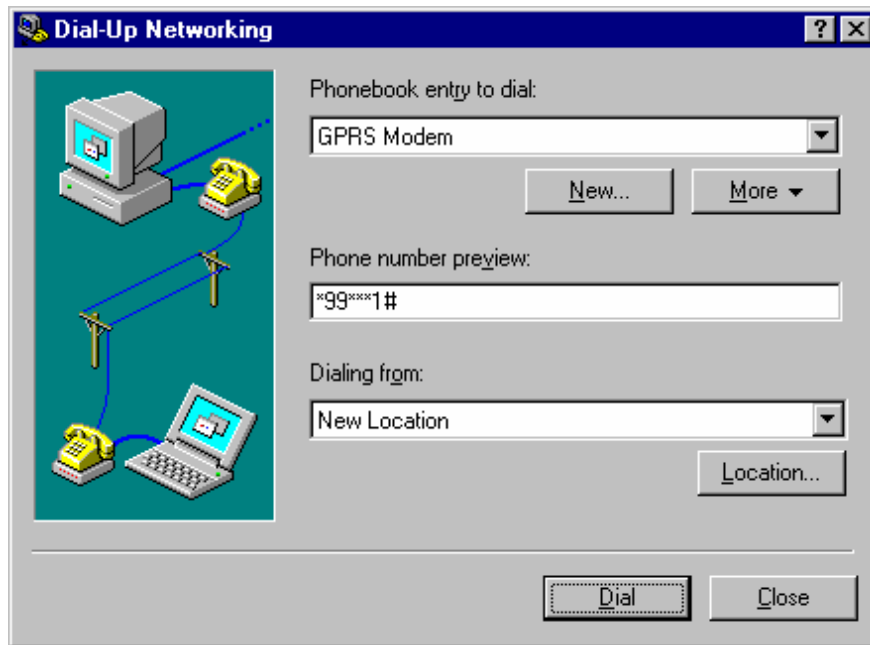 Dial-Up Networking
Phonebook entry to dial:
GPRS Modem
New...
More
Phone number preview:
*99***1#
Dialing from:
New Location
Location...
Dial
Close